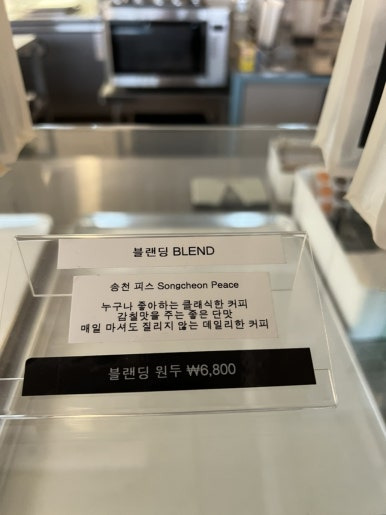 블랜딩 BLEND
송천 피스 Songcheon Peace
누구나 좋아하는 클래식한 커피
감칠맛을 주는 좋은 단맛
매일 마셔도 질리지 않는 데일리한 커피
블랜딩 원두 ₩6,800